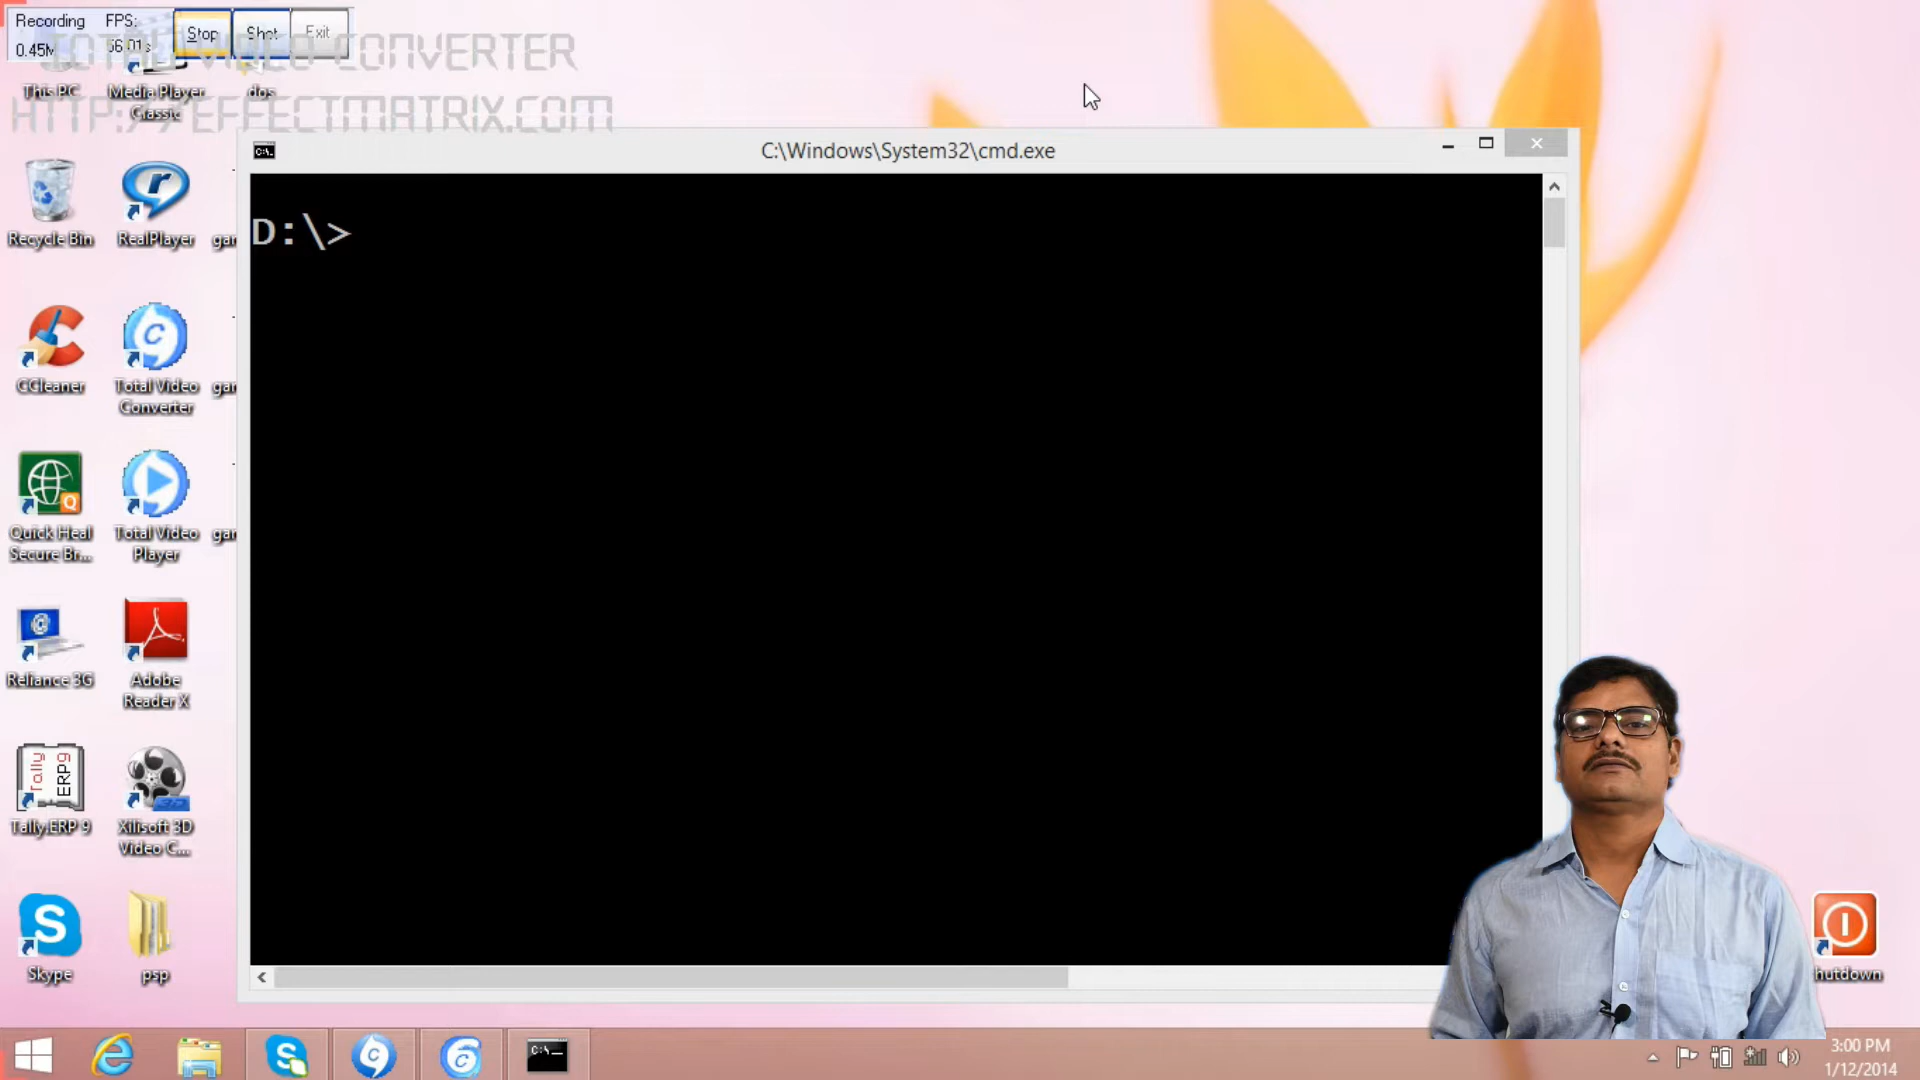 Recording FPS:
0.45M 56.01s Stop Shot Exit
TOTAL VIDEO CONVERTER
HTTP://EFFECTMATRIX.COM
This PC
Media Player
Classic
dos
C:\Windows\System32\cmd.exe
D:\>
Recycle Bin
RealPlayer
CCleaner
Total Video
Converter
Quick Heal
Secure Br...
Total Video
Player
Reliance 3G
Adobe
Reader X
Tally.ERP 9
Xilisoft 3D
Video C...
Skype
psp
hutdown
3:00 PM
1/12/2014